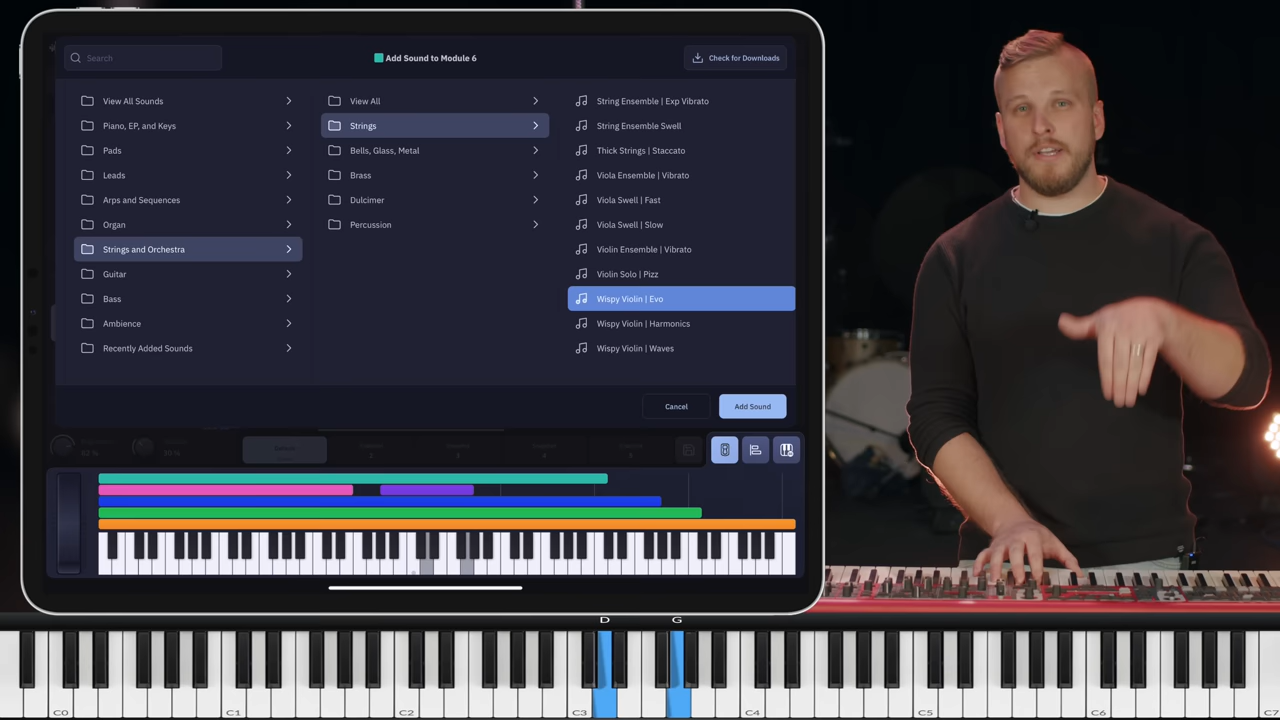 Search
Add Sound to Module 6
Check for Downloads
View All Sounds
Piano, EP, and Keys
Pads
Leads
Arps and Sequences
Organ
Strings and Orchestra
Guitar
Bass
Ambience
Recently Added Sounds
View All
Strings
Bells, Glass, Metal
Brass
Dulcimer
Percussion
String Ensemble | Exp Vibrato
String Ensemble Swell
Thick Strings | Staccato
Viola Ensemble | Vibrato
Viola Swell | Fast
Viola Swell | Slow
Violin Ensemble | Vibrato
Violin Solo | Pizz
Wispy Violin | Evo
Wispy Violin | Harmonics
Wispy Violin | Waves
Cancel
Add Sound
D
G
C0
C1
C2
C3
C4
C5
C6
C7